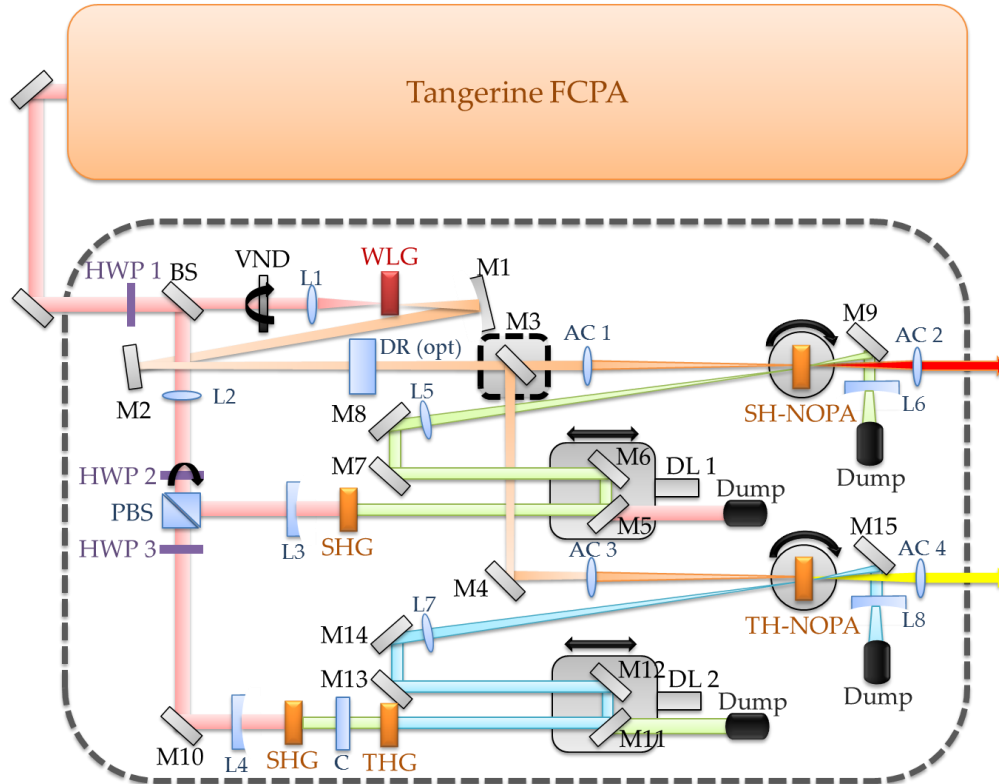 Tangerine FCPA
HWP 1
BS
VND
L1
WLG
M1
M2
L2
DR (opt)
M3
AC 1
M9
AC 2
SH-NOPA
L6
Dump
M8
L5
M7
M6
DL 1
M5
Dump
HWP 2
PBS
HWP 3
L3
SHG
M4
AC 3
M15
AC 4
TH-NOPA
L8
Dump
M14
L7
M13
M12
DL 2
M11
Dump
M10
L4
SHG
C
THG